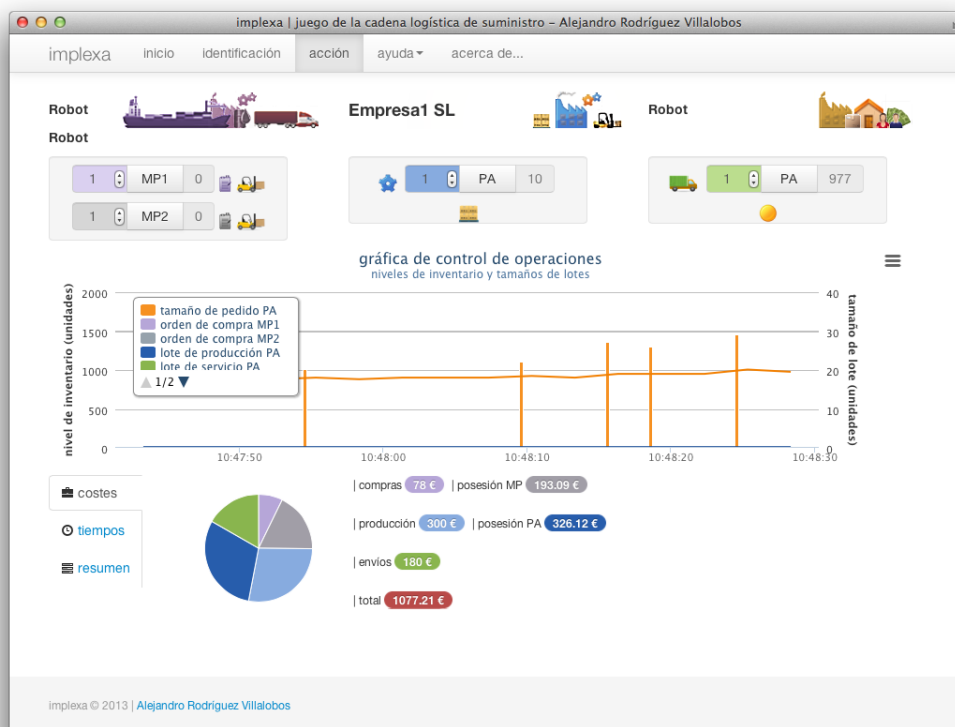 implexa | juego de la cadena logística de suministro – Alejandro Rodríguez Villalobos
implexa inicio identificación acción ayuda acerca de...
Robot Empresa1 SL Robot
Robot
1 MP1 0 1 PA 10 1 PA 977
1 MP2 0
gráfica de control de operaciones
niveles de inventario y tamaños de lotes
nivel de inventario (unidades)
2000
1500
1000
500
0
tamaño de pedido PA
orden de compra MP1
orden de compra MP2
lote de producción PA
lote de servicio PA
1/2
40
30
20
10
0
tamaño de lote (unidades)
10:47:50 10:48:00 10:48:10 10:48:20 10:48:30
costes
tiempos
resumen
| compras 78 € | posesión MP 193.09 €
| producción 300 € | posesión PA 326.12 €
| envíos 180 €
| total 1077.21 €
implexa © 2013 | Alejandro Rodríguez Villalobos